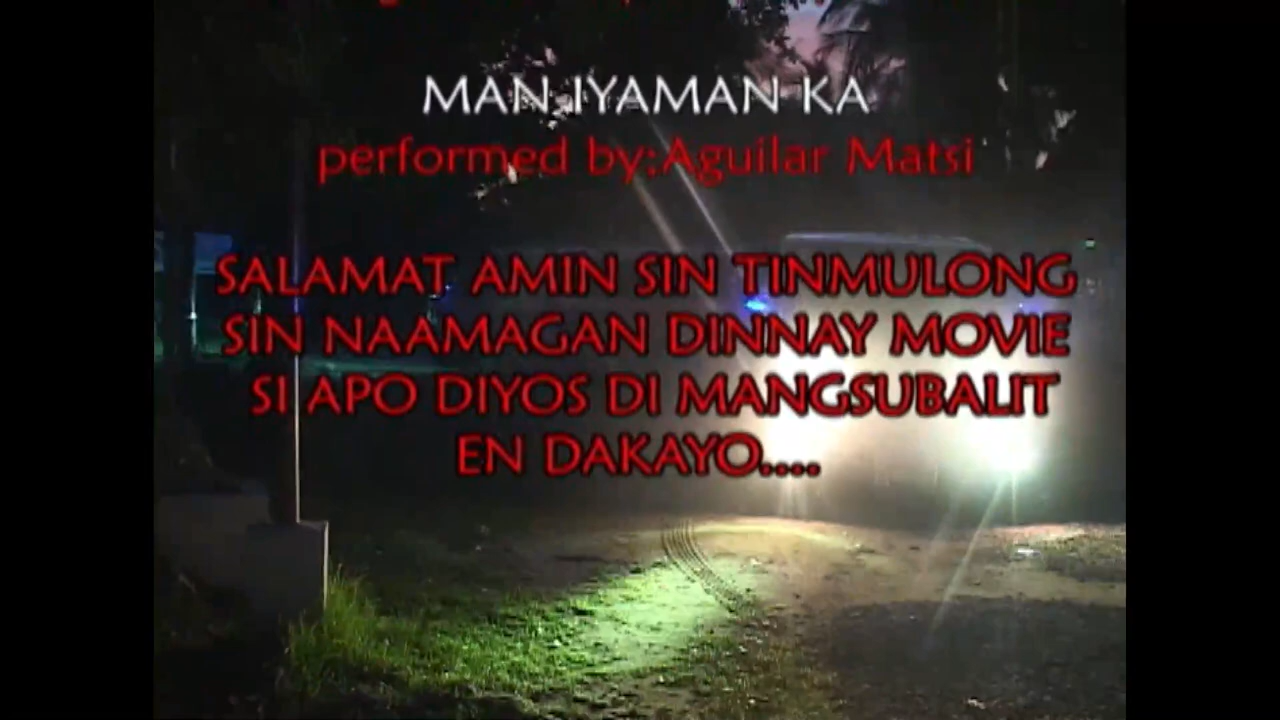 MAN IYAMAN KA
performed by:Aguilar Matsi
SALAMAT AMIN SIN TINMULONG
SIN NAAMAGAN DINNAY MOVIE
SI APO DIYOS DI MANGSUBALIT
EN DAKAYO....